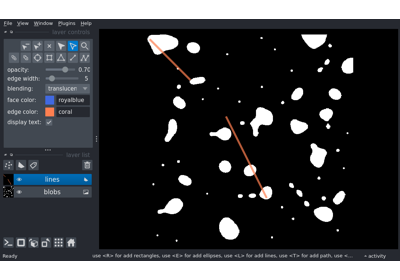 File View Window Plugins Help
layer controls
opacity: 0.70
edge width: 5
blending: translucen
face color: royalblue
edge color: coral
display text:
layer list
lines
blobs
Ready use <R> for add rectangles, use <E> for add ellipses, use <L> for add lines, use <T> for add path, use <... activity